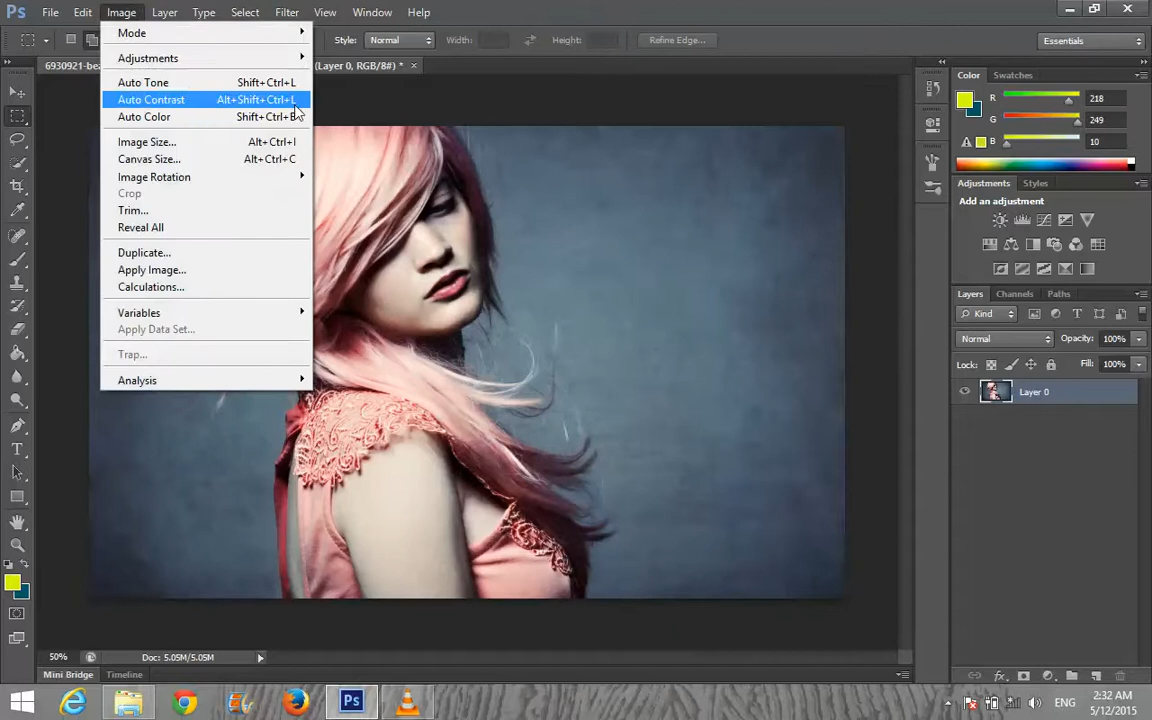 Ps File Edit Image Layer Type Select Filter View Window Help
Style: Normal Width: Height: Refine Edge... Essentials
6930921-be (Layer 0, RGB/8#) * ×
Mode
Adjustments
Auto Tone Shift+Ctrl+L
Auto Contrast Alt+Shift+Ctrl+L
Auto Color Shift+Ctrl+B
Image Size... Alt+Ctrl+I
Canvas Size... Alt+Ctrl+C
Image Rotation
Crop
Trim...
Reveal All
Duplicate...
Apply Image...
Calculations...
Variables
Apply Data Set...
Trap...
Analysis
Color Swatches
R 218
G 249
B 10
Adjustments Styles
Add an adjustment
Layers Channels Paths
Kind
Normal Opacity: 100%
Lock: Fill: 100%
Layer 0
50% Doc: 5.05M/5.05M
Mini Bridge Timeline
Ps ENG 2:32 AM
5/12/2015